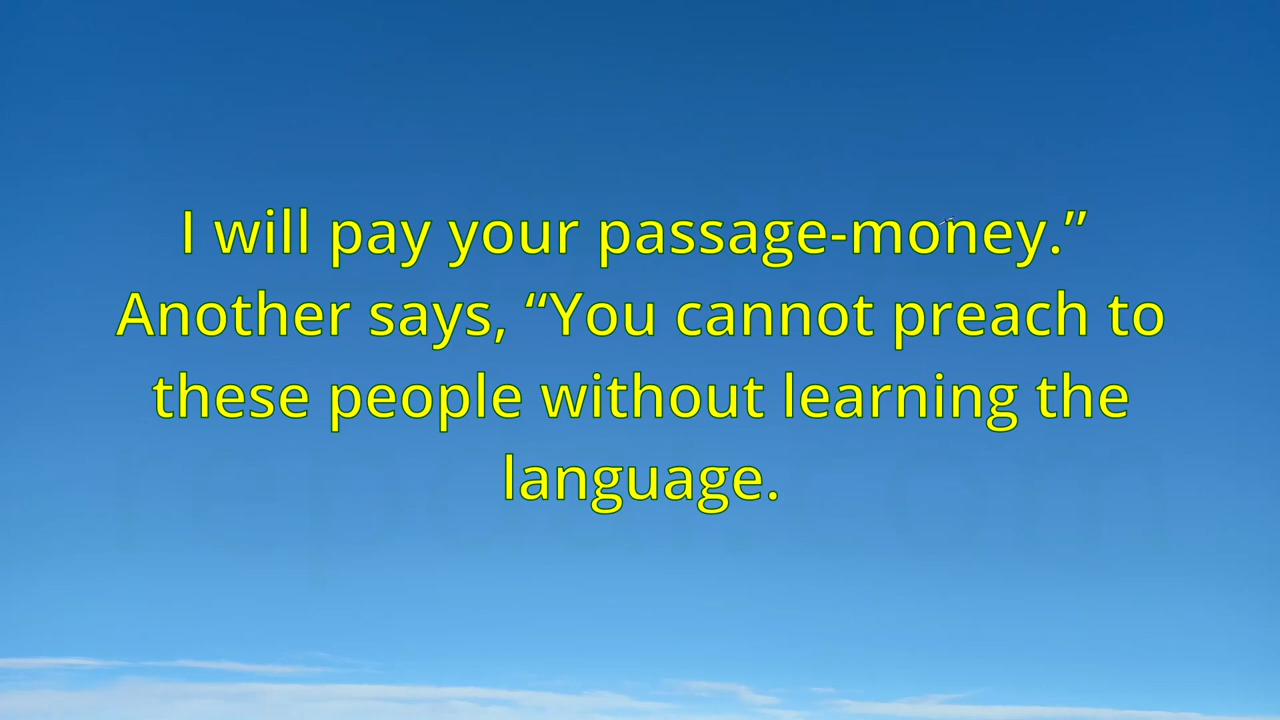 I will pay your passage-money.”
Another says, “You cannot preach to
these people without learning the
language.